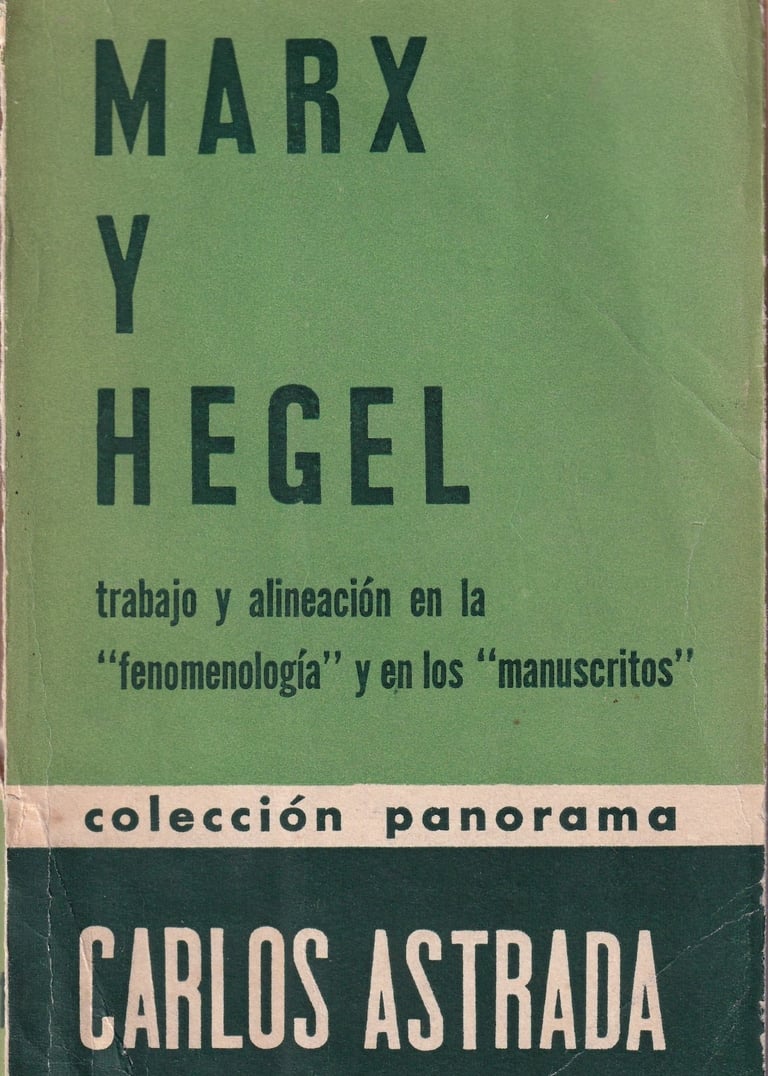 MARX
Y
HEGEL
trabajo y alineación en la
“fenomenología” y en los “manuscritos”
colección panorama
CARLOS ASTRADA